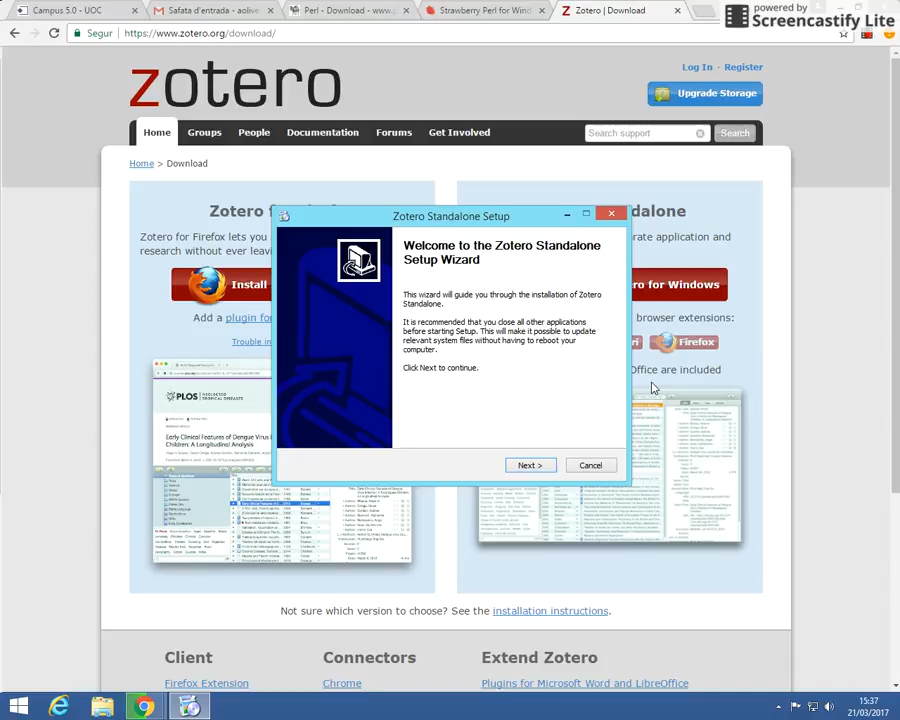 Campus 5.0 - UOC
Safata d'entrada - aolive
Perl - Download - www.p
Strawberry Perl for Wind
Zotero | Download
powered by
Screencastify Lite
Segur
https://www.zotero.org/download/
zotero
Log In · Register
Upgrade Storage
Home
Groups
People
Documentation
Forums
Get Involved
Search support
Search
Home > Download
Zotero f
dalone
Zotero for Firefox lets you
arate application and
research without ever leavi
Install
ro for Windows
Add a plugin for
browser extensions:
Trouble in
ri
Firefox
Office are included
Zotero Standalone Setup
Welcome to the Zotero Standalone
Setup Wizard
This wizard will guide you through the installation of Zotero
Standalone.
It is recommended that you close all other applications
before starting Setup. This will make it possible to update
relevant system files without having to reboot your
computer.
Click Next to continue.
Next >
Cancel
PLOS
NEGLECTED
TROPICAL DISEASES
Early Clinical Features of Dengue Virus
Children: A Longitudinal Analysis
Not sure which version to choose? See the installation instructions.
Client
Connectors
Extend Zotero
Firefox Extension
Chrome
Plugins for Microsoft Word and LibreOffice
15:37
21/03/2017